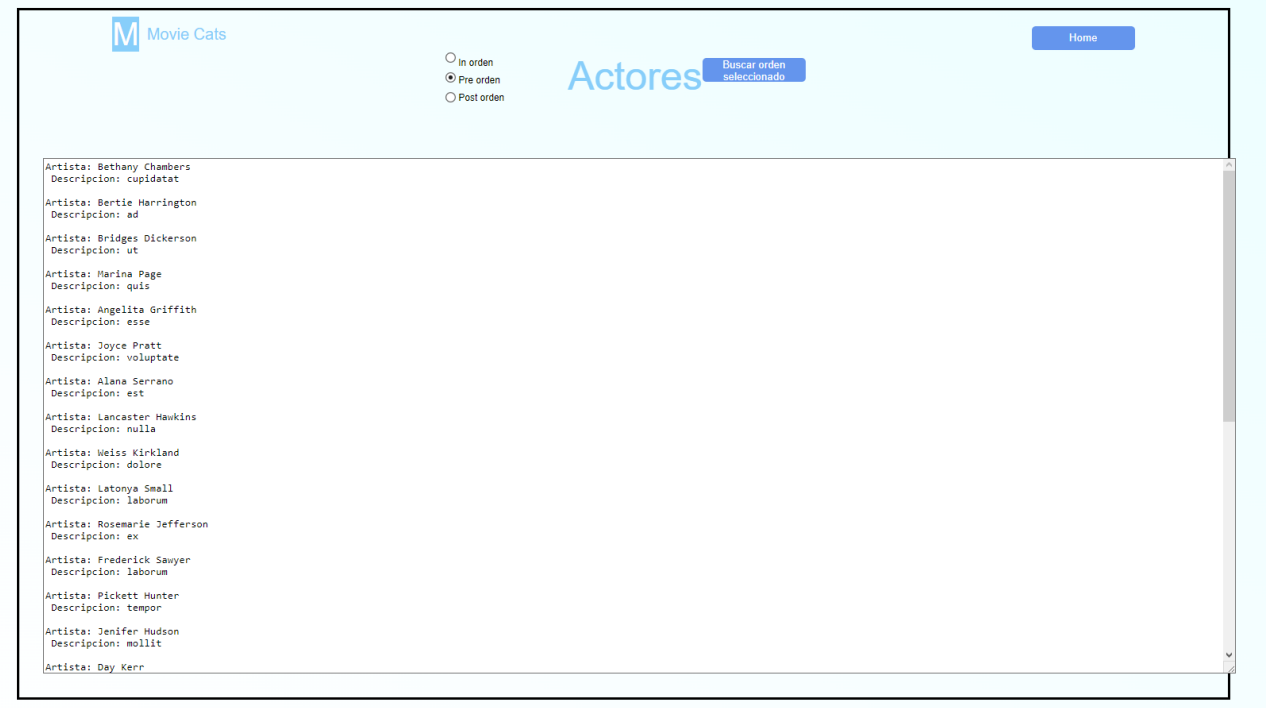 M Movie Cats
Home
In orden
Pre orden
Post orden
Actores
Buscar orden
seleccionado
Artista: Bethany Chambers
Descripcion: cupidatat
Artista: Bertie Harrington
Descripcion: ad
Artista: Bridges Dickerson
Descripcion: ut
Artista: Marina Page
Descripcion: quis
Artista: Angelita Griffith
Descripcion: esse
Artista: Joyce Pratt
Descripcion: voluptate
Artista: Alana Serrano
Descripcion: est
Artista: Lancaster Hawkins
Descripcion: nulla
Artista: Weiss Kirkland
Descripcion: dolore
Artista: Latonya Small
Descripcion: laborum
Artista: Rosemarie Jefferson
Descripcion: ex
Artista: Frederick Sawyer
Descripcion: laborum
Artista: Pickett Hunter
Descripcion: tempor
Artista: Jenifer Hudson
Descripcion: mollit
Artista: Day Kerr